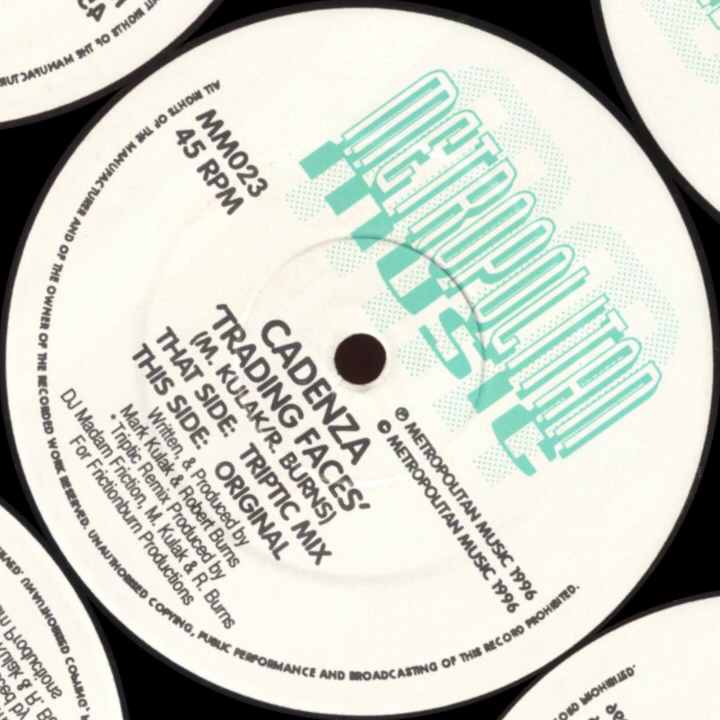 METROPOLITAN
MUSIC
MM023
45 RPM
℗ METROPOLITAN MUSIC 1996
© METROPOLITAN MUSIC 1996
CADENZA
'TRADING FACES'
(M. KULAK/R. BURNS)
THAT SIDE: TRIPTIC MIX
THIS SIDE: ORIGINAL
Written, & Produced by
Mark Kulak & Robert Burns
* Triptic Remix Produced by
DJ Madam Friction, M. Kulak & R. Burns
For Frictionburn Productions
ALL RIGHTS OF THE MANUFACTURER AND OF THE OWNER OF THE RECORDED WORK RESERVED. UNAUTHORISED COPYING, PUBLIC PERFORMANCE AND BROADCASTING OF THIS RECORD PROHIBITED.